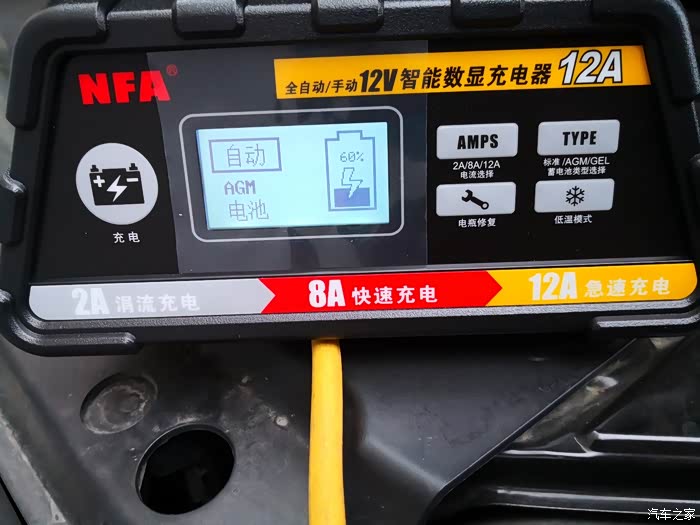 NFA®
全自动/手动12V智能数显充电器12A
自动
AGM
电池
60%
充电
AMPS
2A/8A/12A
电流选择
TYPE
标准/AGM/GEL
蓄电池类型选择
电瓶修复
低温模式
2A 涓流充电
8A 快速充电
12A 急速充电
汽车之家